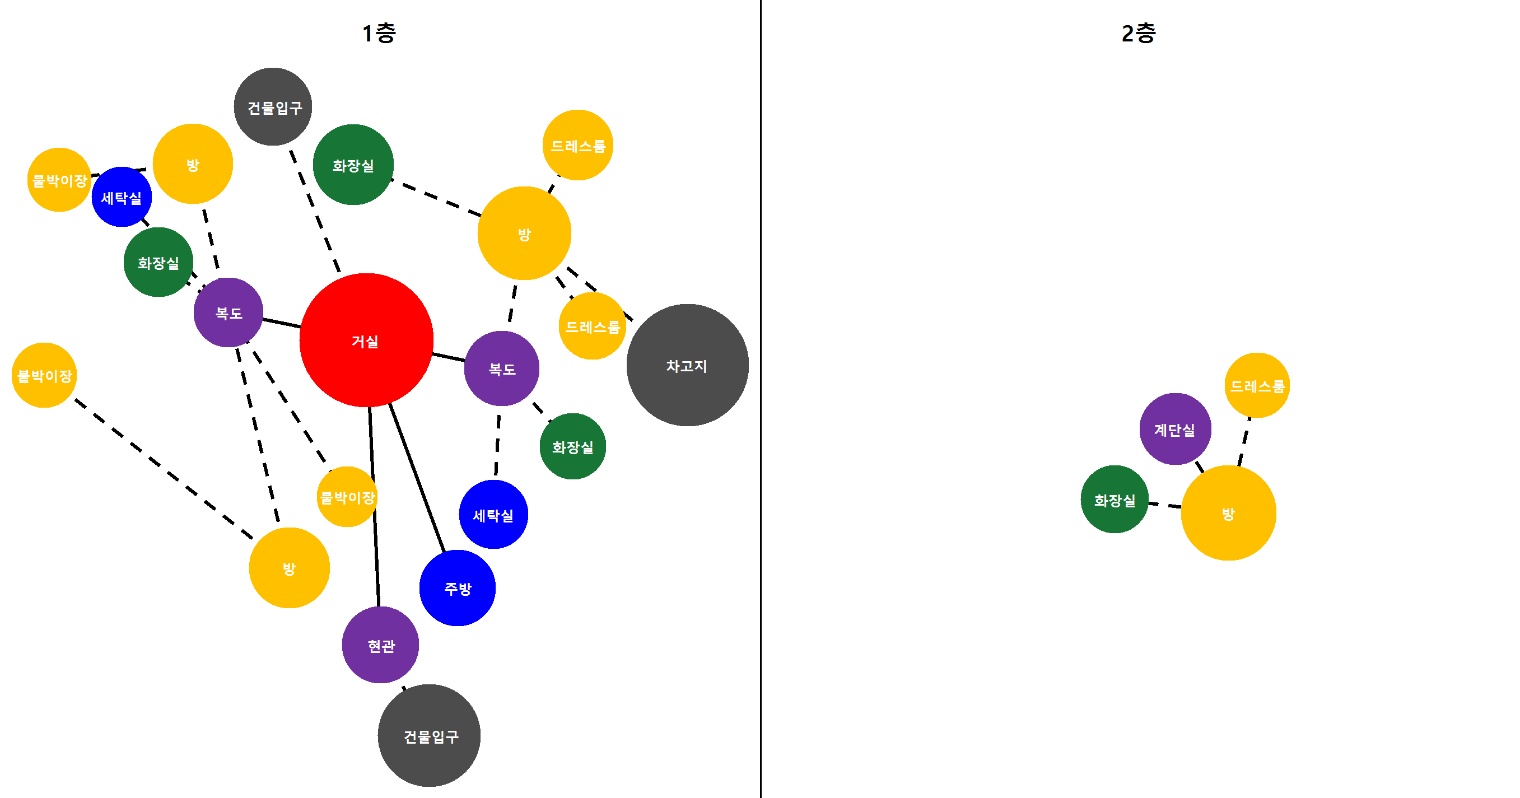 1층
2층
건물입구
드레스룸
방
화장실
붙박이장
세탁실
방
화장실
복도
드레스룸
거실
차고지
복도
붙박이장
화장실
붙박이장
세탁실
방
주방
현관
건물입구
드레스룸
계단실
화장실
방